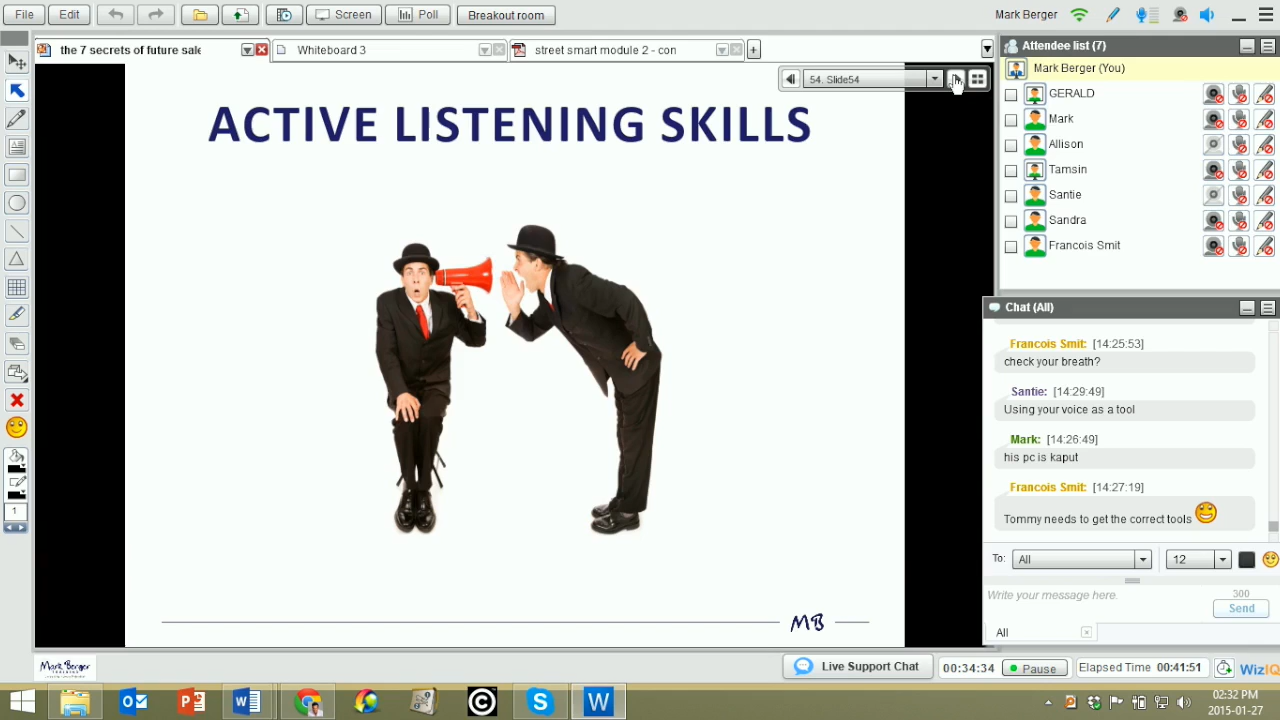 File
Edit
Screen
Poll
Breakout room
Mark Berger
the 7 secrets of future sale
Whiteboard 3
street smart module 2 - con
54. Slide54
ACTIVE LISTENING SKILLS
MB
Attendee list (7)
Mark Berger (You)
GERALD
Mark
Allison
Tamsin
Santie
Sandra
Francois Smit
Chat (All)
Francois Smit: [14:25:53]
check your breath?
Santie: [14:29:49]
Using your voice as a tool
Mark: [14:26:49]
his pc is kaput
Francois Smit: [14:27:19]
Tommy needs to get the correct tools
To: All 12
Write your message here. 300
Send
All
1
Mark Berger
Live Support Chat
00:34:34 Pause Elapsed Time 00:41:51 WizIQ
02:32 PM
2015-01-27